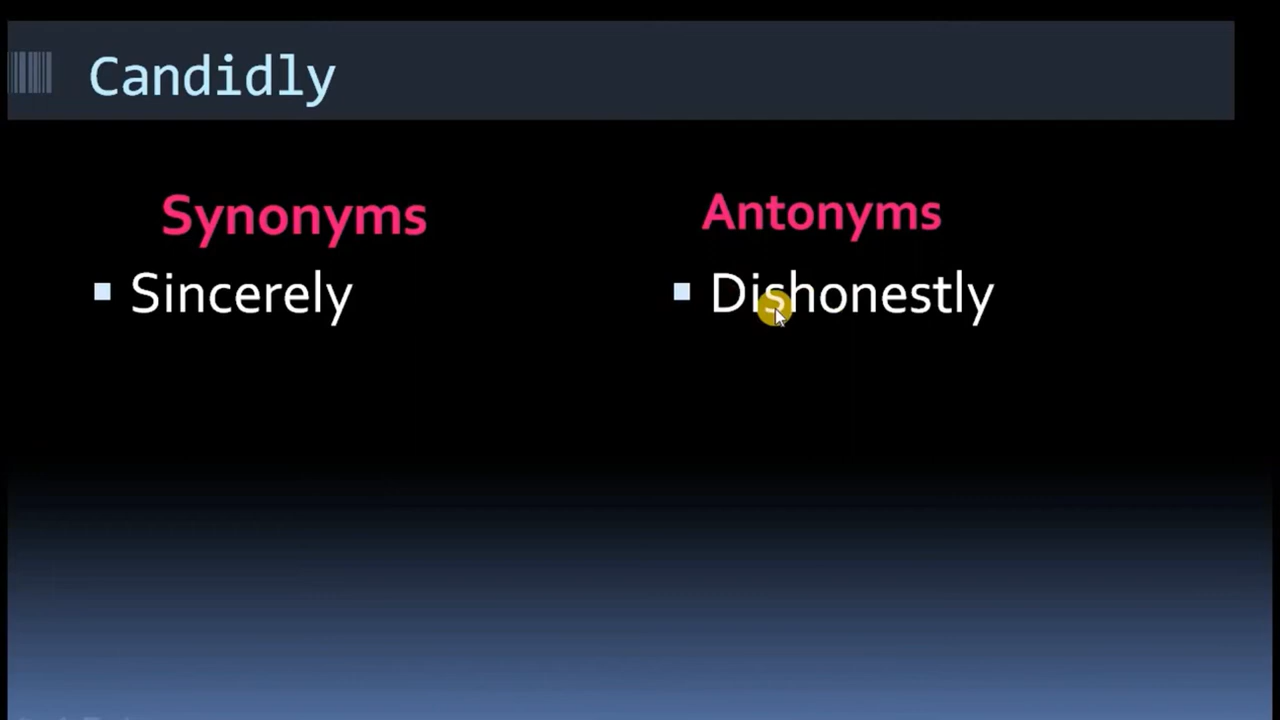 Candidly
Synonyms
Antonyms
▪ Sincerely
▪ Dishonestly